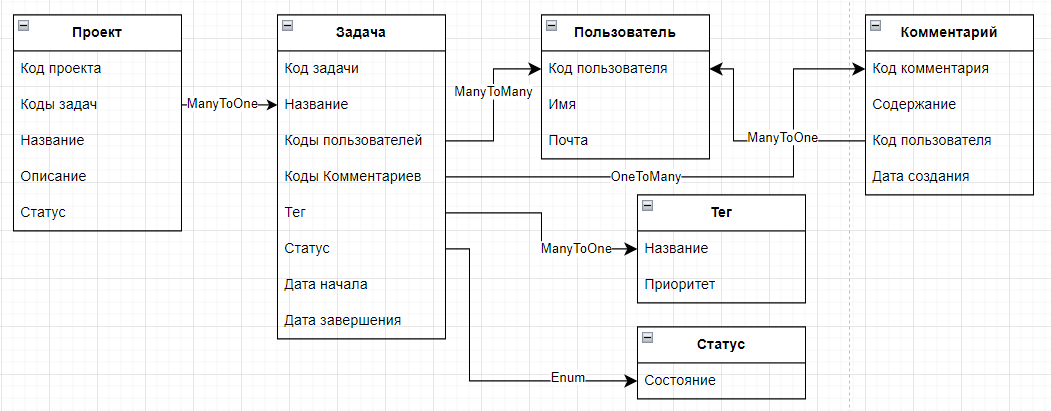 Проект
Код проекта
Коды задач
Название
Описание
Статус
ManyToOne
Задача
Код задачи
Название
Коды пользователей
Коды Комментариев
Тег
Статус
Дата начала
Дата завершения
ManyToMany
Пользователь
Код пользователя
Имя
Почта
ManyToOne
OneToMany
Комментарий
Код комментария
Содержание
Код пользователя
Дата создания
ManyToOne
Тег
Название
Приоритет
Enum
Статус
Состояние